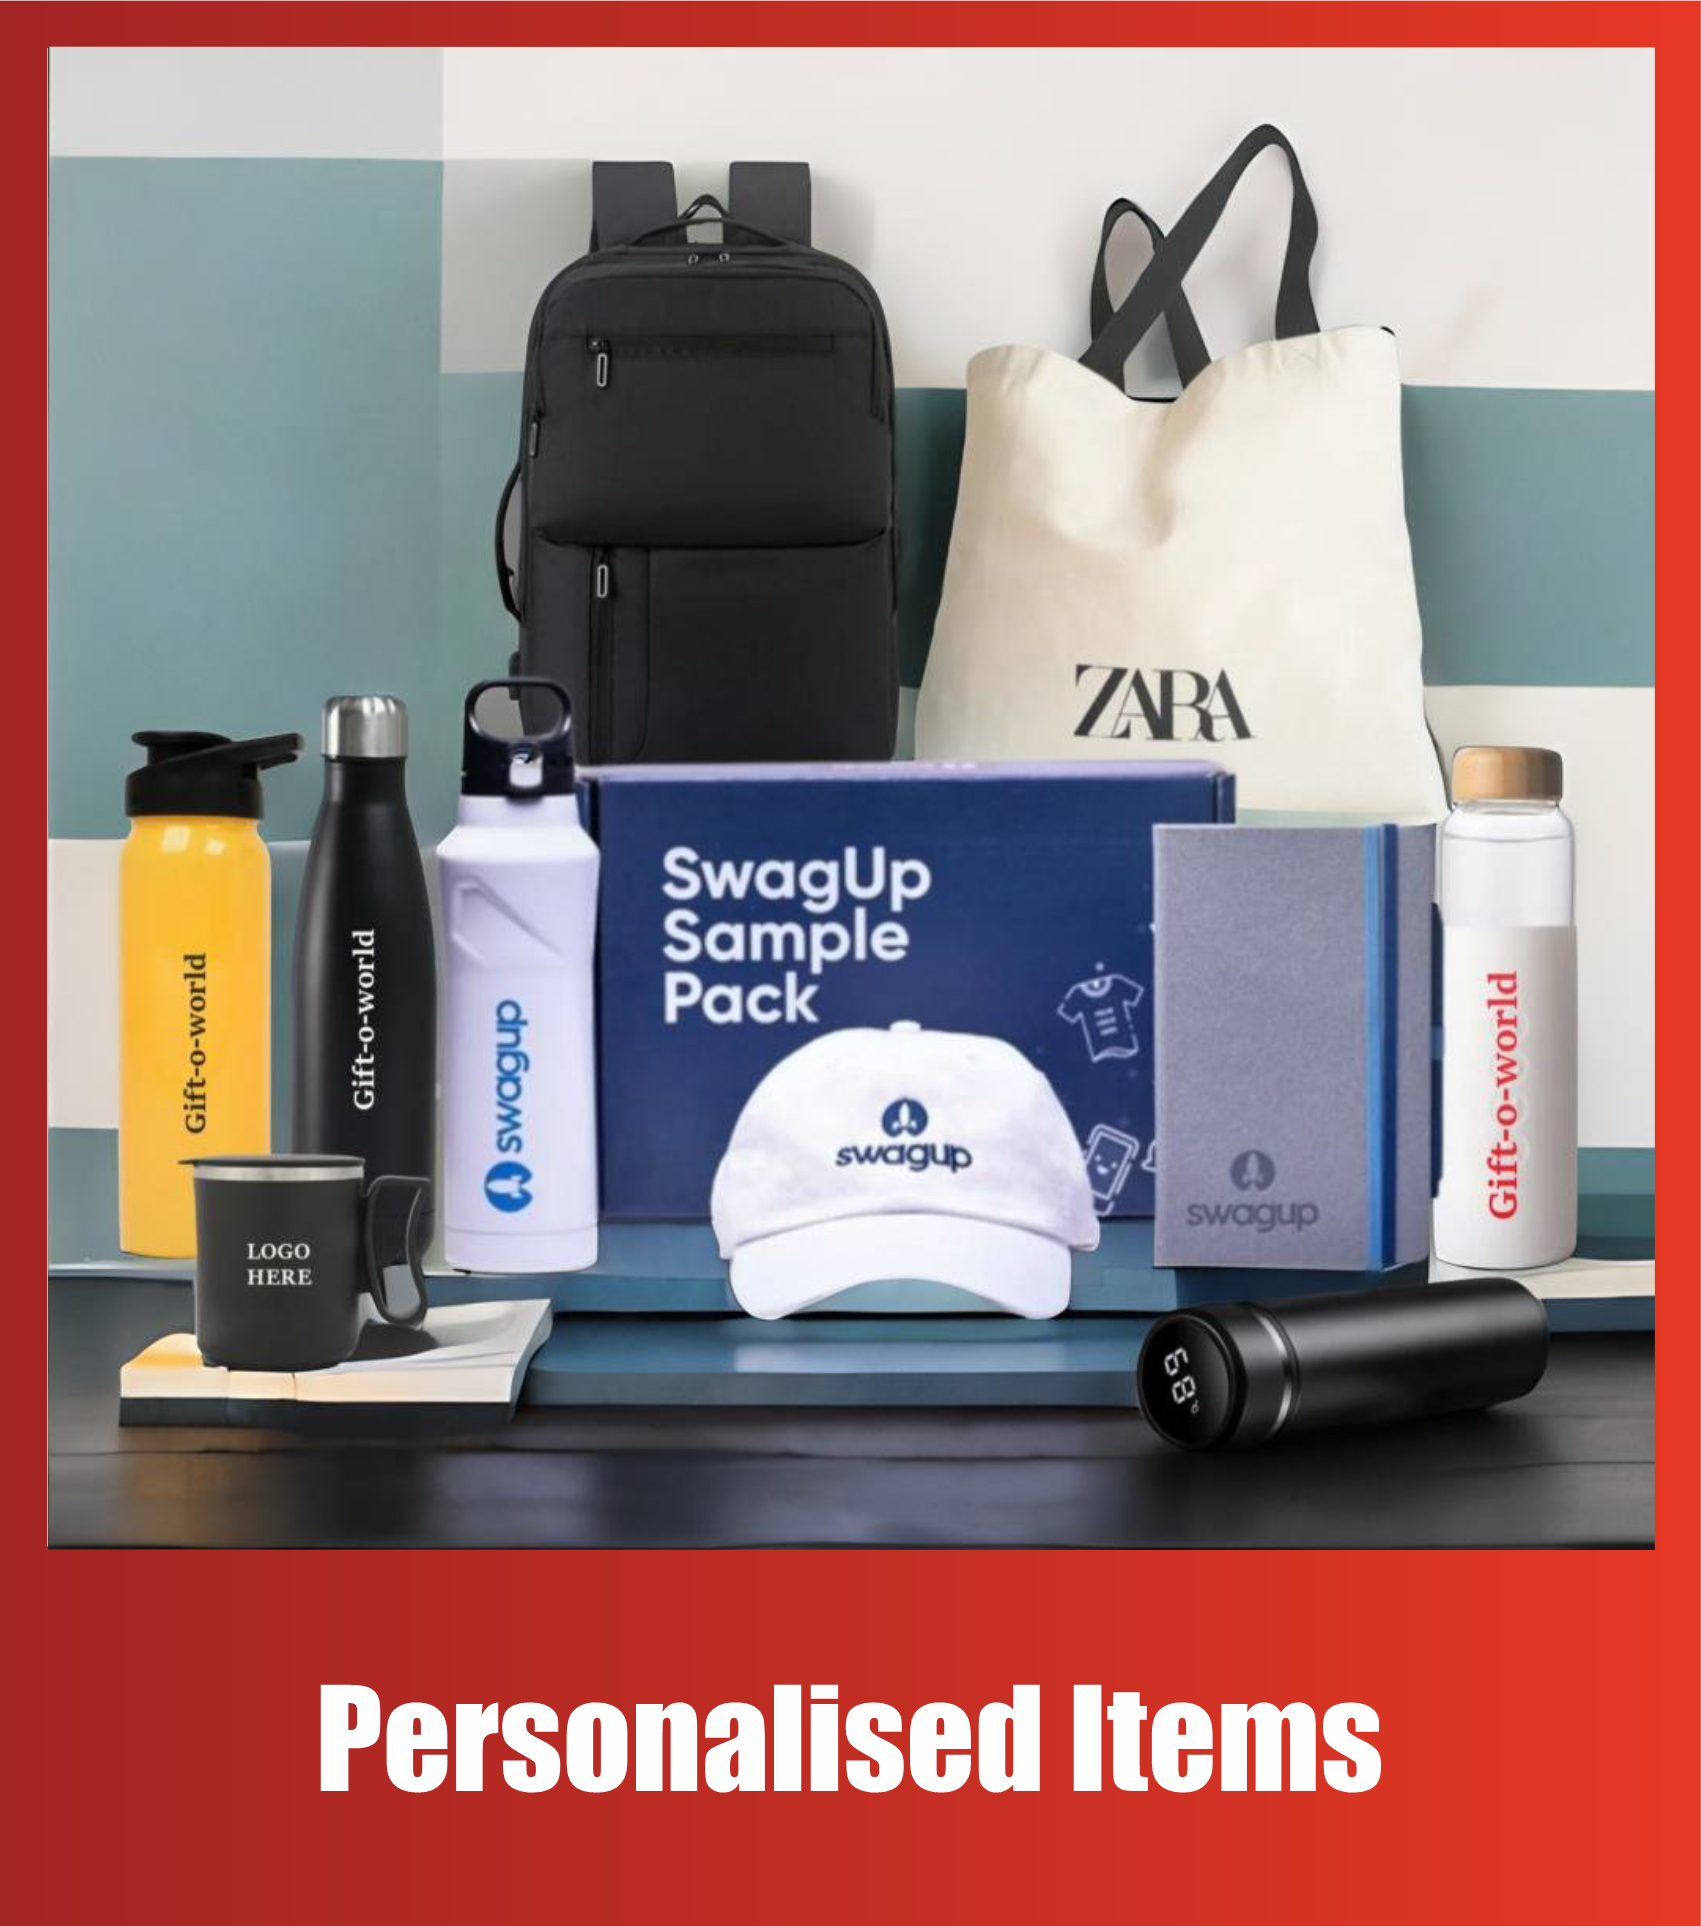 ZARA
SwagUp
Sample
Pack
Gift-o-world
Gift-o-world
swagup
swagup
swagup
Gift-o-world
LOGO
HERE
68°
Personalised Items